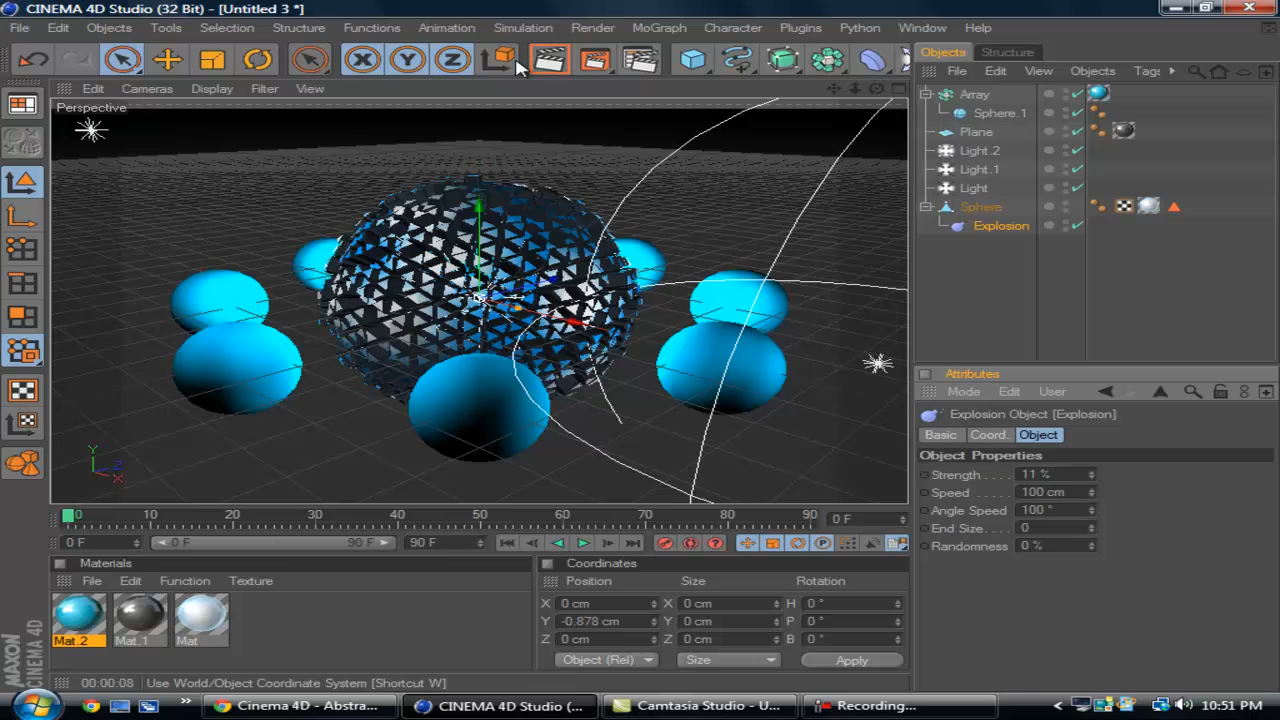 CINEMA 4D Studio (32 Bit) - [Untitled 3 *]
File Edit Objects Tools Selection Structure Functions Animation Simulation Render MoGraph Character Plugins Python Window Help
X Y Z
Objects Structure
File Edit View Objects Tags
Edit Cameras Display Filter View
Perspective
Array
Sphere.1
Plane
Light.2
Light.1
Light
Sphere
Explosion
Attributes
Mode Edit User
Explosion Object [Explosion]
Basic Coord. Object
Object Properties
Strength . . . . 11 %
Speed . . . . . 100 cm
Angle Speed 100 °
End Size. . . . 0
Randomness 0 %
Y
Z
X
0 10 20 30 40 50 60 70 80 90 0 F
0 F 0 F 90 F 90 F
Materials
File Edit Function Texture
Mat.2 Mat.1 Mat
Coordinates
Position Size Rotation
X 0 cm X 0 cm H 0 °
Y -0.878 cm Y 0 cm P 0 °
Z 0 cm Z 0 cm B 0 °
Object (Rel) Size Apply
MAXON
CINEMA 4D
00:00:08 Use World/Object Coordinate System [Shortcut W]
Cinema 4D - Abstra... CINEMA 4D Studio (... Camtasia Studio - U... Recording... 10:51 PM